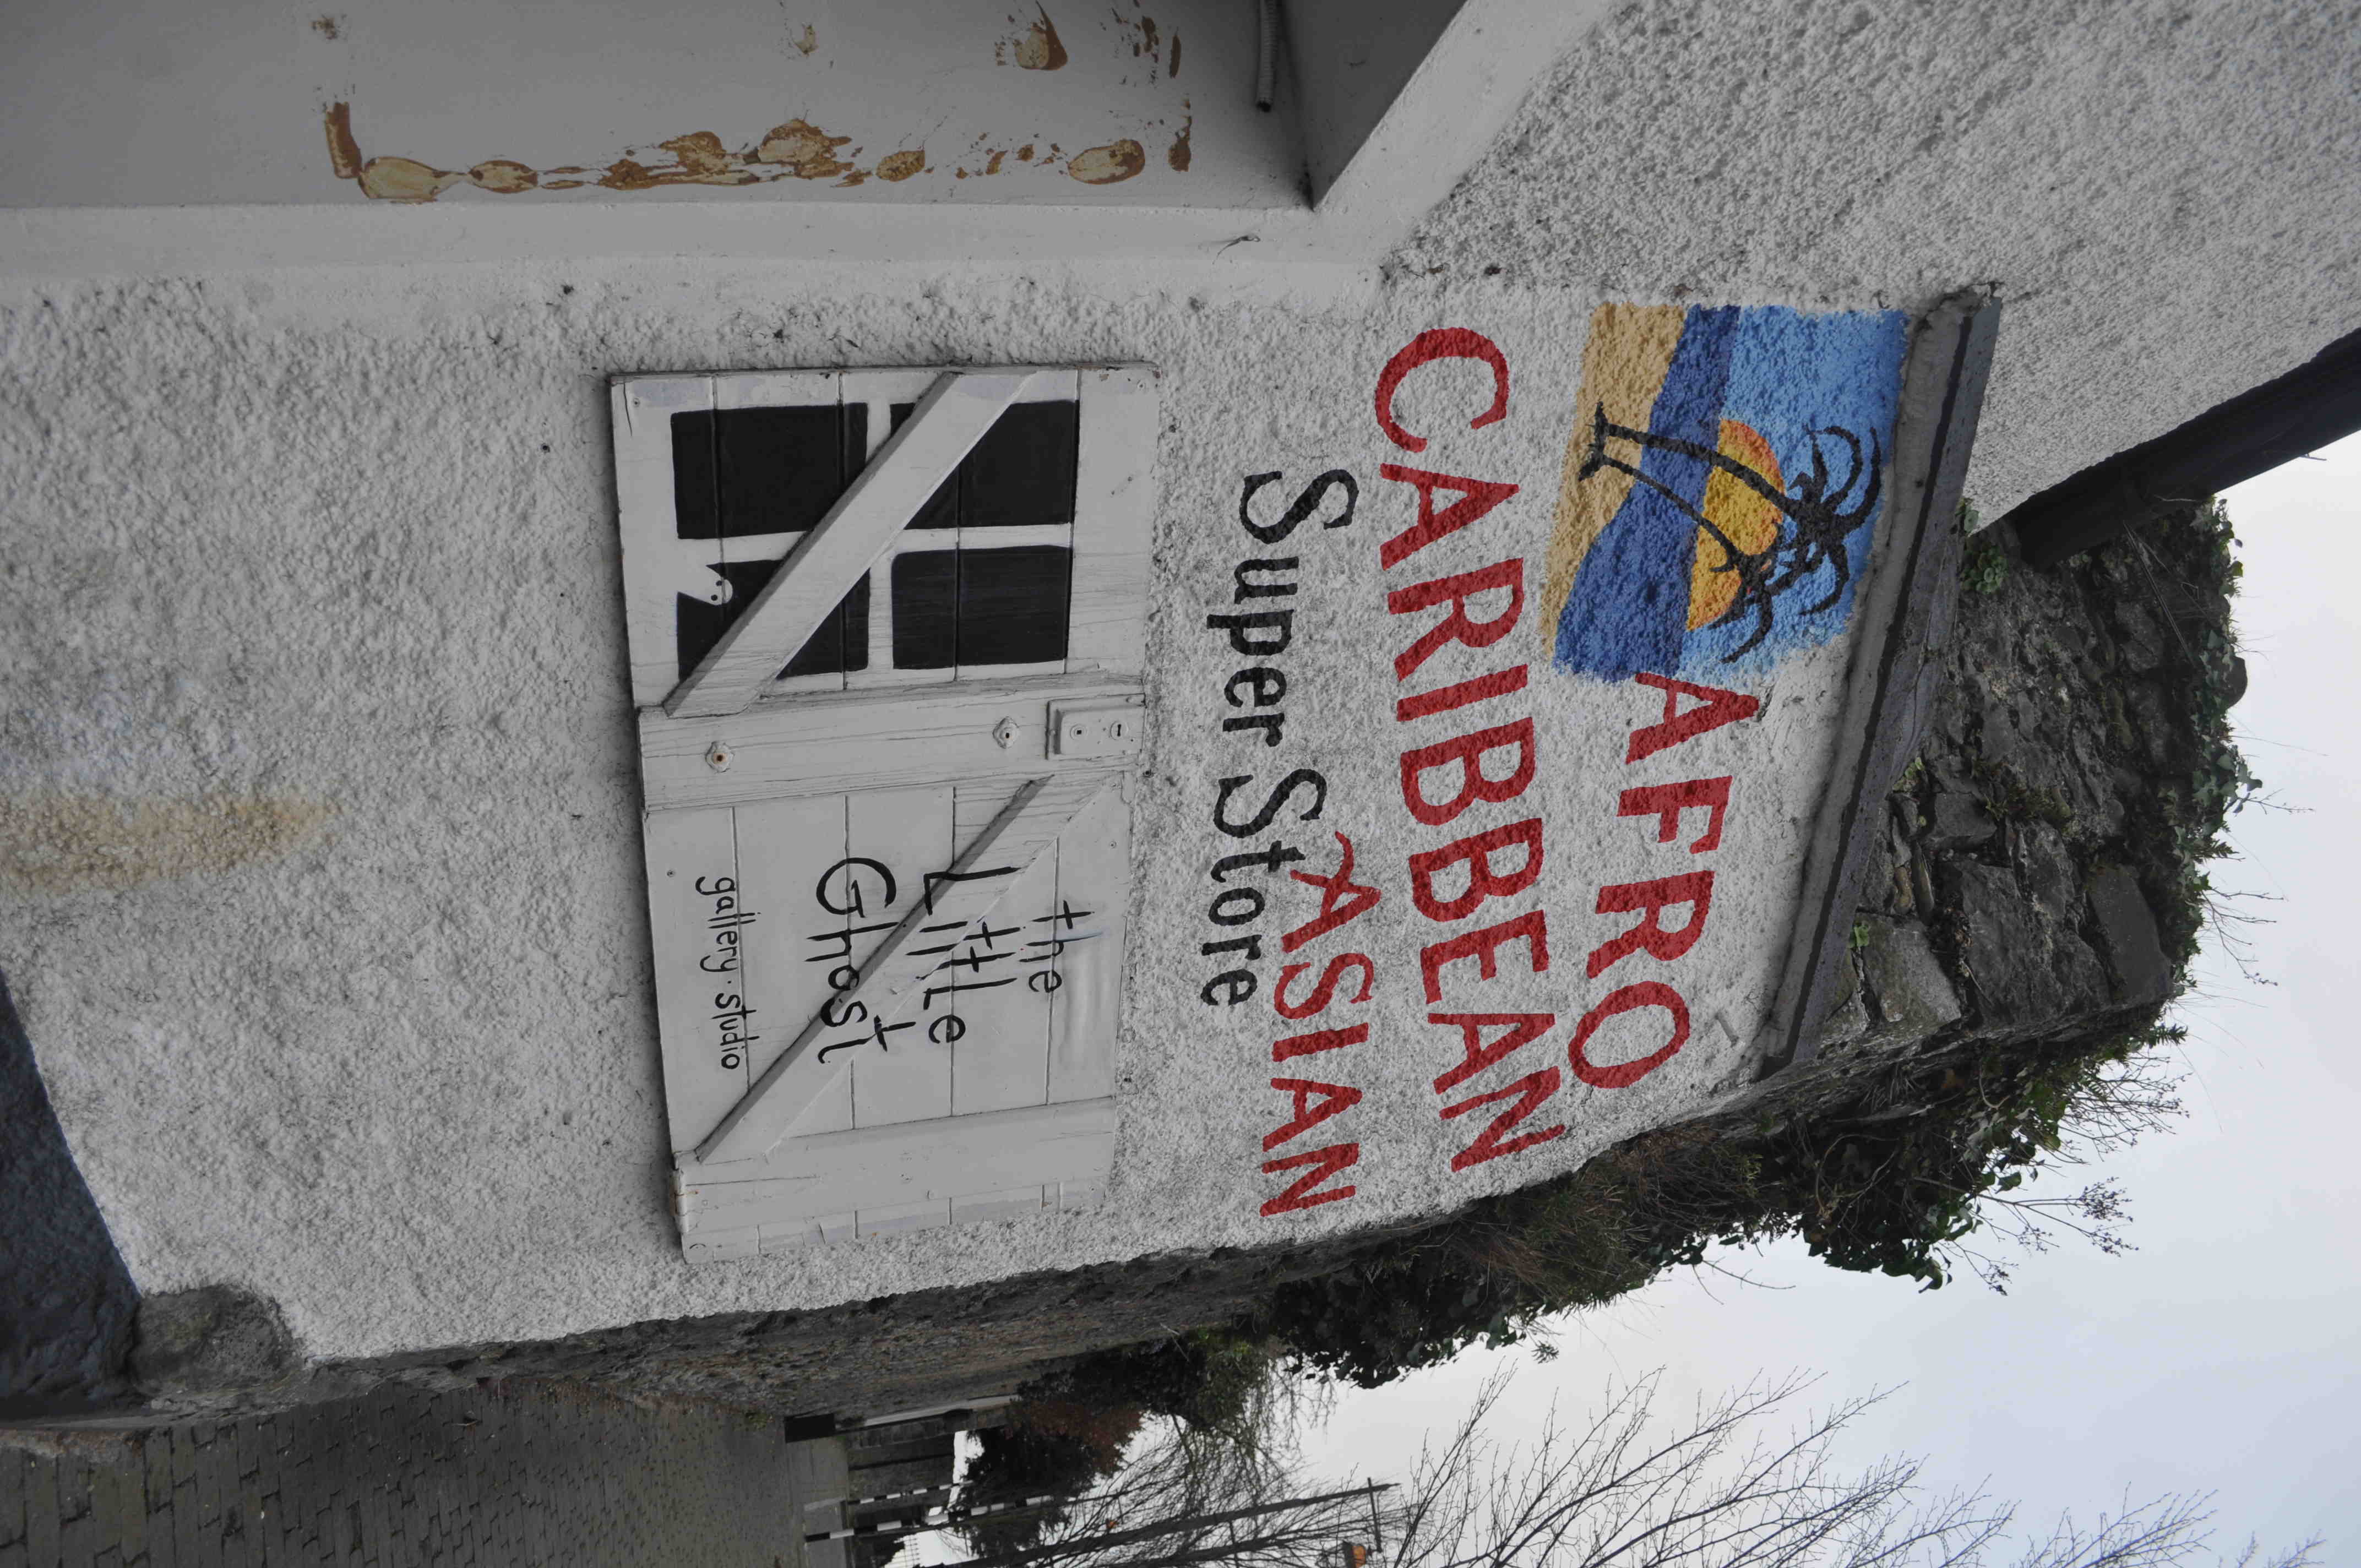 AFRO
CARIBBEAN
& ASIAN
Super Store
the
Little
Ghost
gallery · studio